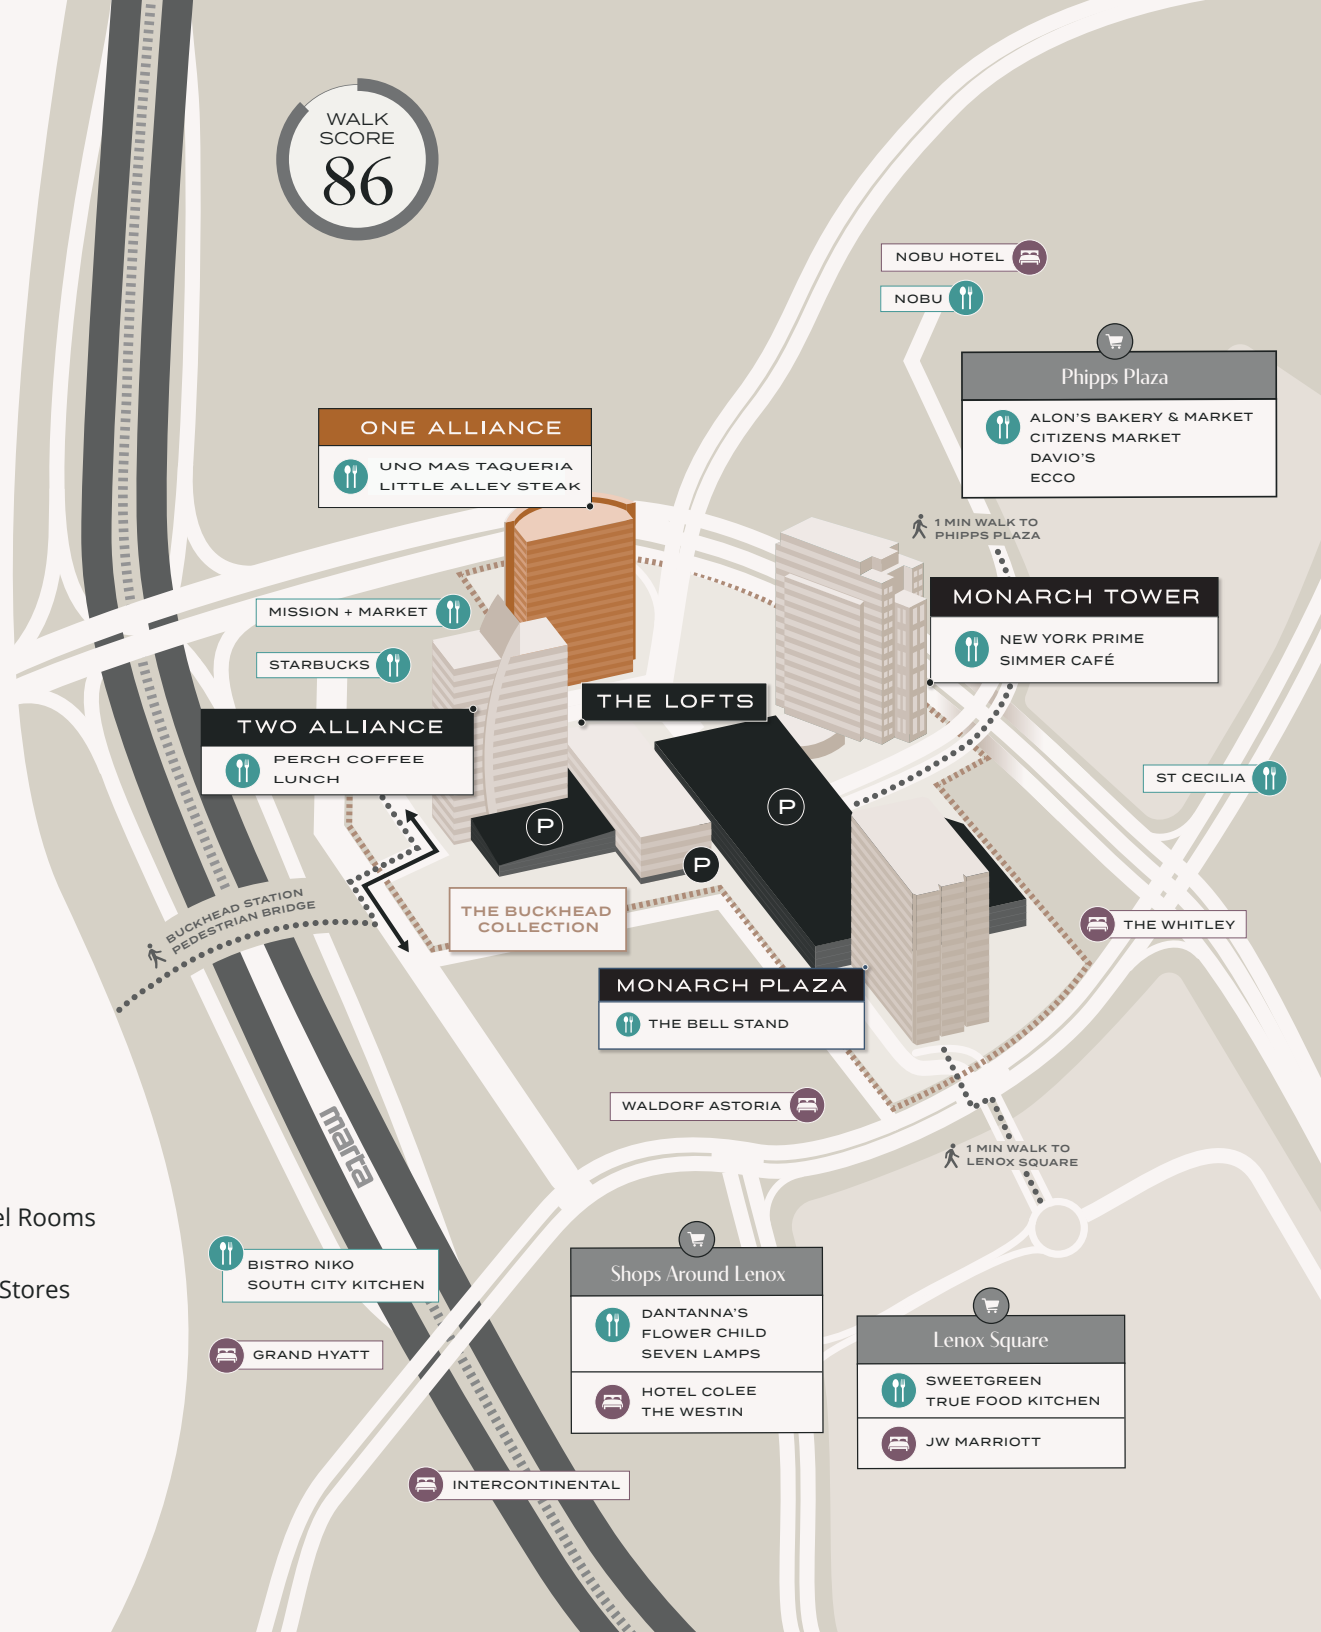 WALK
SCORE
86
NOBU HOTEL
NOBU
Phipps Plaza
ALON'S BAKERY & MARKET
CITIZENS MARKET
DAVIO'S
ECCO
ONE ALLIANCE
UNO MAS TAQUERIA
LITTLE ALLEY STEAK
1 MIN WALK TO
PHIPPS PLAZA
MONARCH TOWER
NEW YORK PRIME
SIMMER CAFÉ
MISSION + MARKET
STARBUCKS
THE LOFTS
TWO ALLIANCE
PERCH COFFEE
LUNCH
ST CECILIA
P
P
P
BUCKHEAD STATION
PEDESTRIAN BRIDGE
THE BUCKHEAD
COLLECTION
THE WHITLEY
MONARCH PLAZA
THE BELL STAND
WALDORF ASTORIA
marta
1 MIN WALK TO
LENOX SQUARE
el Rooms
Stores
BISTRO NIKO
SOUTH CITY KITCHEN
GRAND HYATT
Shops Around Lenox
DANTANNA'S
FLOWER CHILD
SEVEN LAMPS
HOTEL COLEE
THE WESTIN
Lenox Square
SWEETGREEN
TRUE FOOD KITCHEN
JW MARRIOTT
INTERCONTINENTAL